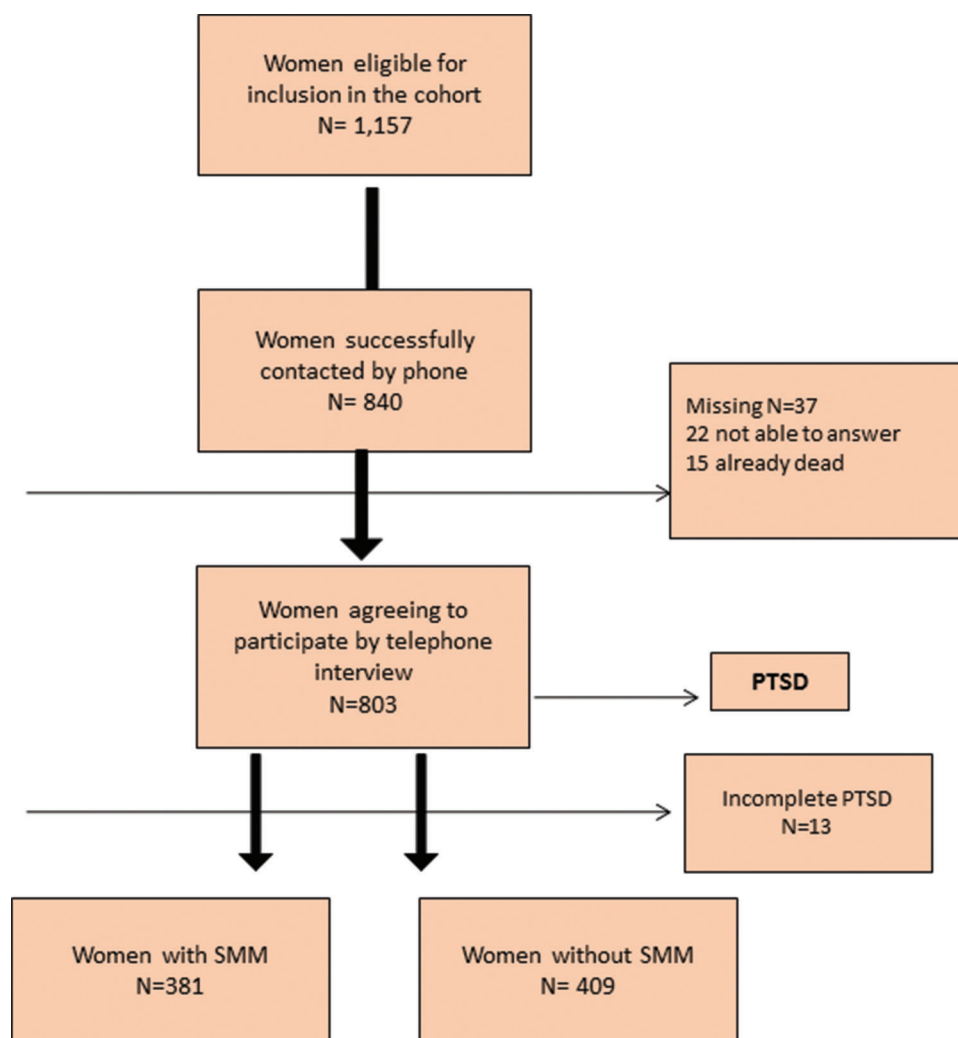 Women eligible for
inclusion in the cohort
N= 1,157
Women successfully
contacted by phone
N= 840
Missing N=37
22 not able to answer
15 already dead
Women agreeing to
participate by telephone
interview
N=803
PTSD
Incomplete PTSD
N=13
Women with SMM
N=381
Women without SMM
N= 409